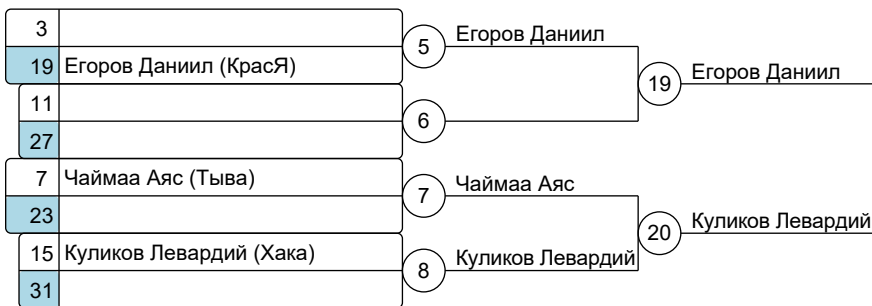 3
5 Егоров Даниил
19 Егоров Даниил (КрасЯ)
19 Егоров Даниил
11
6
27
7 Чаймаа Аяс (Тыва)
7 Чаймаа Аяс
23
20 Куликов Левардий
15 Куликов Левардий (Хака)
8 Куликов Левардий
31